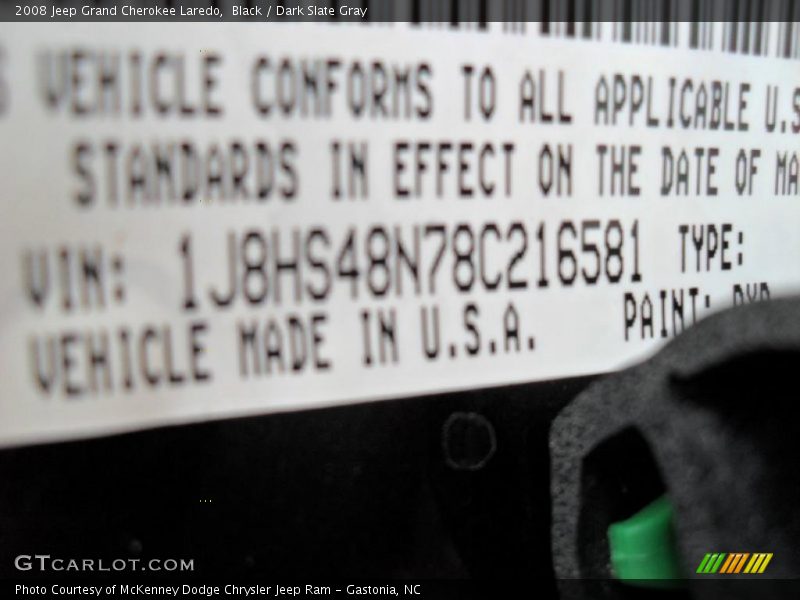 2008 Jeep Grand Cherokee Laredo,  Black / Dark Slate Gray
VEHICLE CONFORMS TO ALL APPLICABLE U.S
STANDARDS IN EFFECT ON THE DATE OF MA
VIN: 1J8HS48N78C216581 TYPE:
VEHICLE MADE IN U.S.A. PAINT:
GTCARLOT.COM
Photo Courtesy of McKenney Dodge Chrysler Jeep Ram - Gastonia, NC